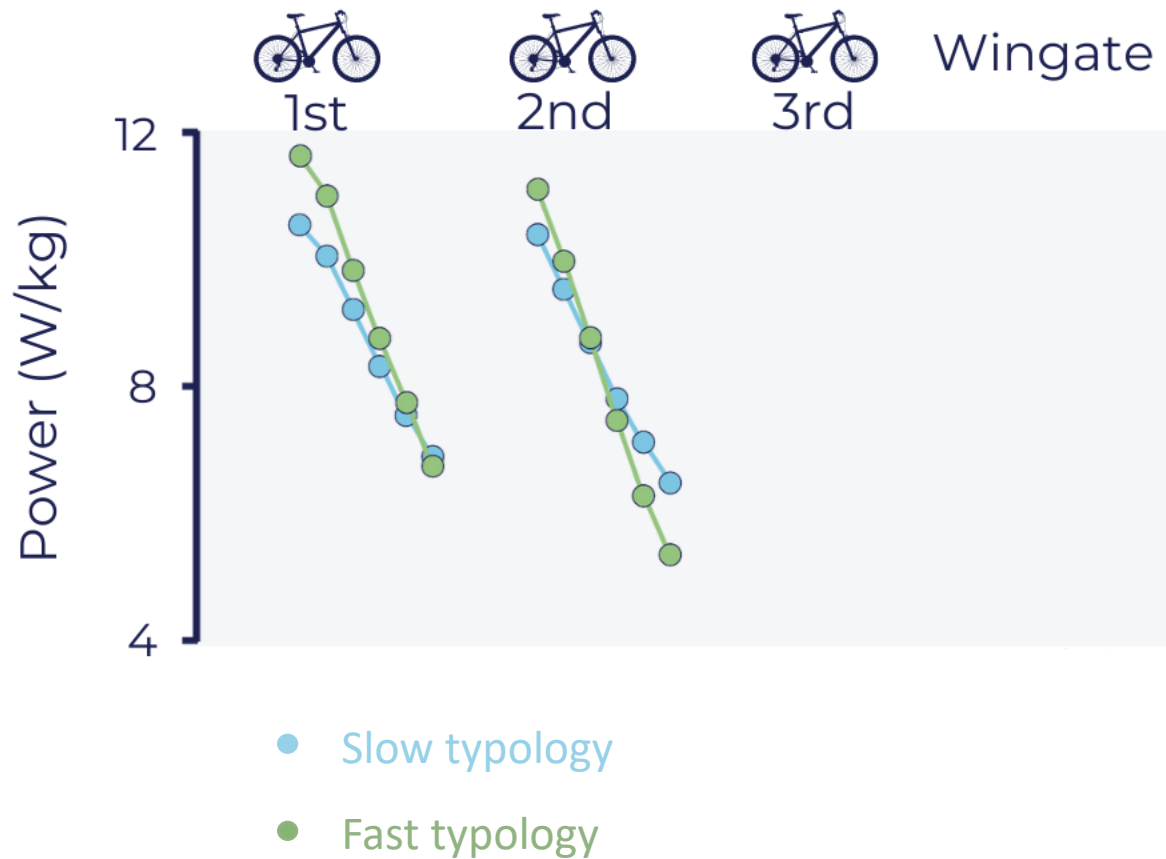 Wingate
1st 2nd 3rd
12
8
4
Power (W/kg)
Slow typology
Fast typology